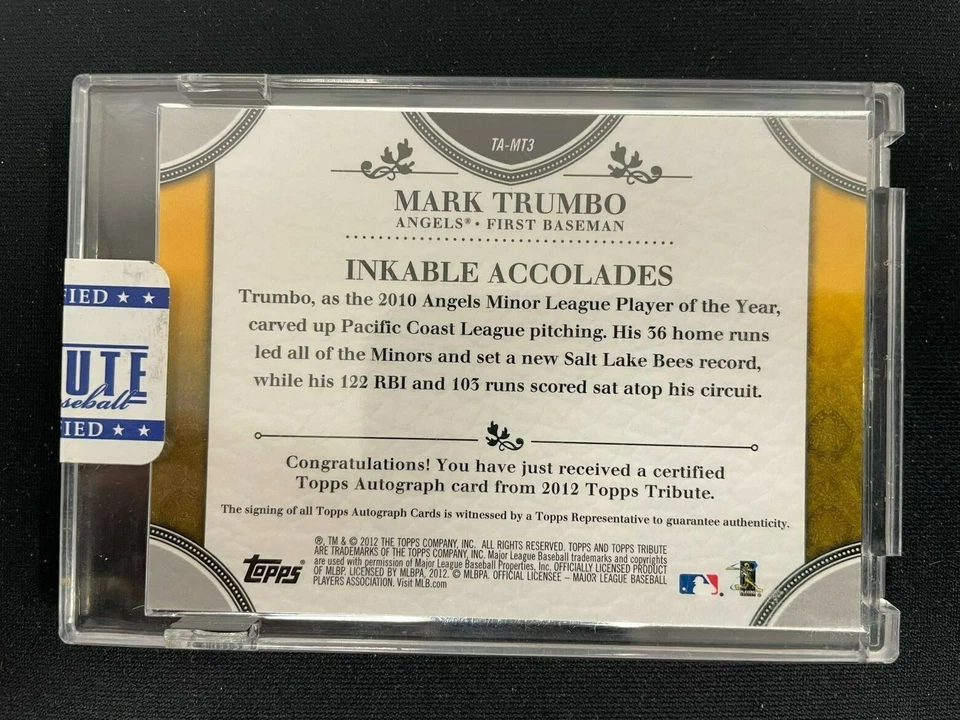 TA-MT3
MARK TRUMBO
ANGELS® • FIRST BASEMAN
INKABLE ACCOLADES
Trumbo, as the 2010 Angels Minor League Player of the Year,
carved up Pacific Coast League pitching. His 36 home runs
led all of the Minors and set a new Salt Lake Bees record,
while his 122 RBI and 103 runs scored sat atop his circuit.
Congratulations! You have just received a certified
Topps Autograph card from 2012 Topps Tribute.
The signing of all Topps Autograph Cards is witnessed by a Topps Representative to guarantee authenticity.
®, TM & © 2012 THE TOPPS COMPANY, INC. ALL RIGHTS RESERVED. TOPPS AND TOPPS TRIBUTE
ARE TRADEMARKS OF THE TOPPS COMPANY, INC. Major League Baseball trademarks and copyrights
are used with permission of Major League Baseball Properties, Inc. OFFICIALLY LICENSED PRODUCT
OF MLBP. LICENSED BY MLBPA, 2012. © MLBPA. OFFICIAL LICENSEE – MAJOR LEAGUE BASEBALL
PLAYERS ASSOCIATION. Visit MLB.com
topps®
FIED ★ ★
UTE
seball
IED ★ ★